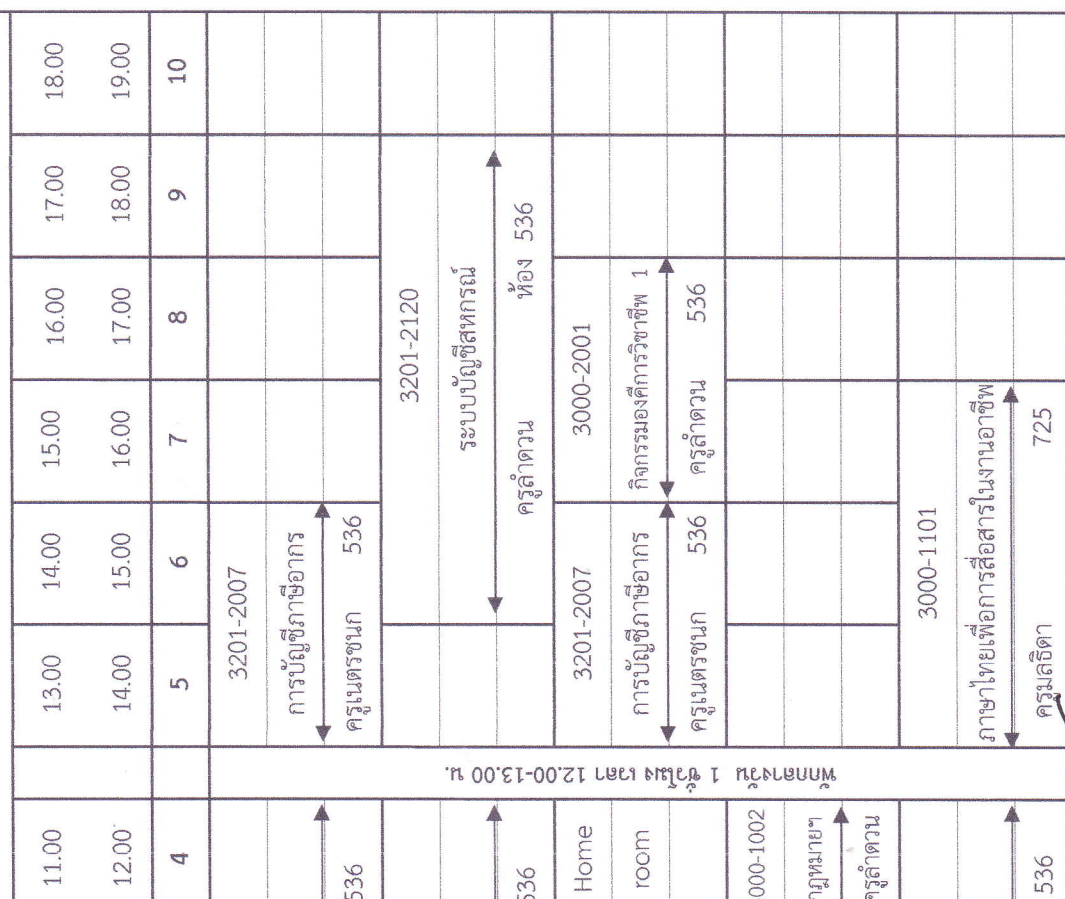 11.00 13.00 14.00 15.00 16.00 17.00 18.00
12.00 14.00 15.00 16.00 17.00 18.00 19.00
4 5 6 7 8 9 10
พักกลางวัน 1 ชั่วโมง เวลา 12.00-13.00 น.
3201-2007
การบัญชีภาษีอากร
536 ครูเนตรชนก 536
3201-2120
ระบบบัญชีสหกรณ์
536 ครูลำดวน ห้อง 536
Home 3201-2007 3000-2001
room การบัญชีภาษีอากร กิจกรรมองค์การวิชาชีพ 1
ครูเนตรชนก 536 ครูลำดวน 536
000-1002
กฎหมายฯ
ครูลำดวน
3000-1101
ภาษาไทยเพื่อการสื่อสารในงานอาชีพ
536 ครูมลธิดา 725